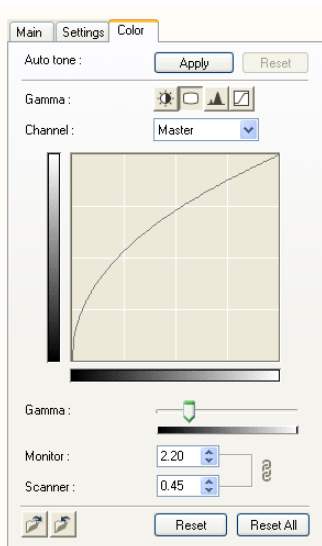 Main Settings Color
Auto tone : Apply Reset
Gamma :
Channel : Master
Gamma :
Monitor : 2.20
Scanner : 0.45
Reset Reset All